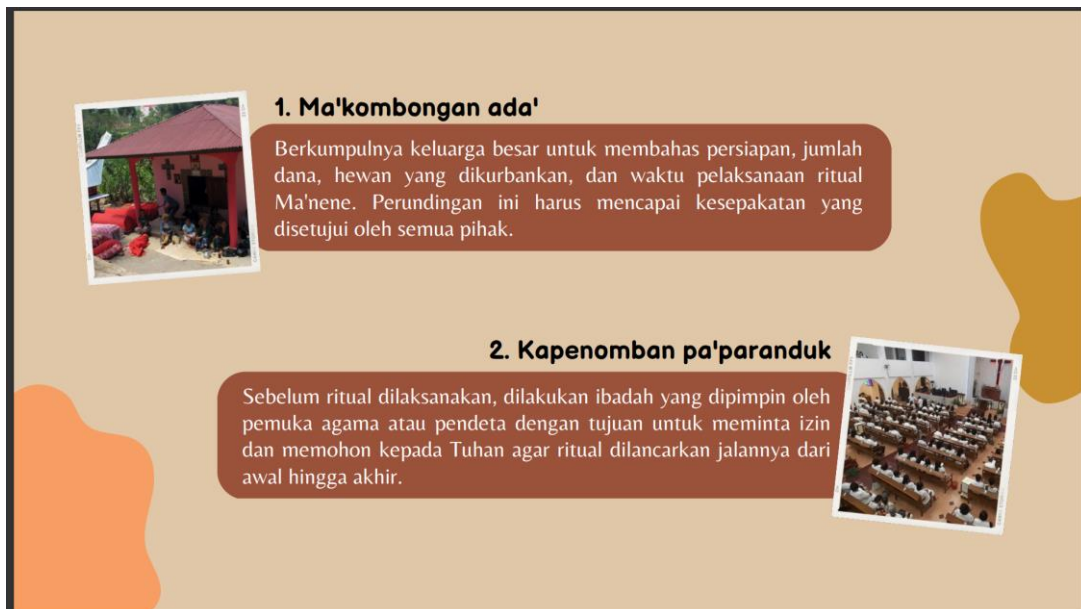 1. Ma'kombongan ada'
Berkumpulnya keluarga besar untuk membahas persiapan, jumlah
dana, hewan yang dikurbankan, dan waktu pelaksanaan ritual
Ma'nene. Perundingan ini harus mencapai kesepakatan yang
disetujui oleh semua pihak.
2. Kapenomban pa'paranduk
Sebelum ritual dilaksanakan, dilakukan ibadah yang dipimpin oleh
pemuka agama atau pendeta dengan tujuan untuk meminta izin
dan memohon kepada Tuhan agar ritual dilancarkan jalannya dari
awal hingga akhir.